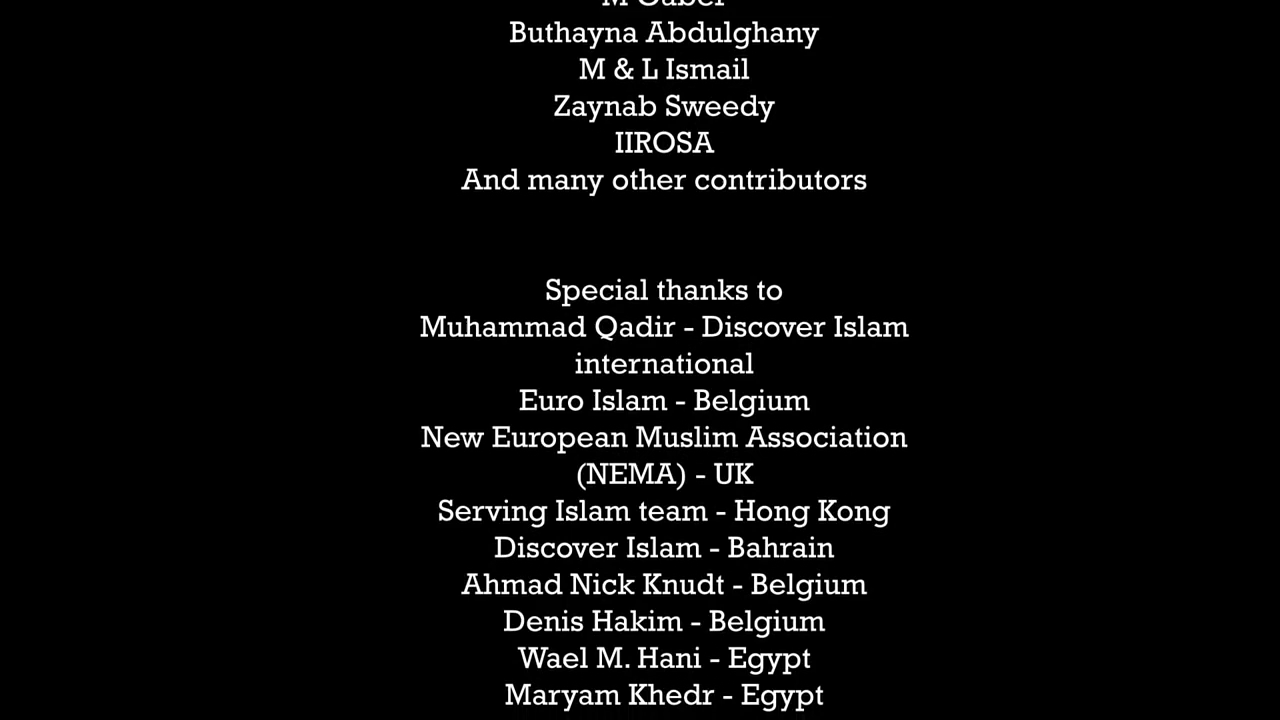 Buthayna Abdulghany
M & L Ismail
Zaynab Sweedy
IIROSA
And many other contributors
Special thanks to
Muhammad Qadir - Discover Islam
international
Euro Islam - Belgium
New European Muslim Association
(NEMA) - UK
Serving Islam team - Hong Kong
Discover Islam - Bahrain
Ahmad Nick Knudt - Belgium
Denis Hakim - Belgium
Wael M. Hani - Egypt
Maryam Khedr - Egypt